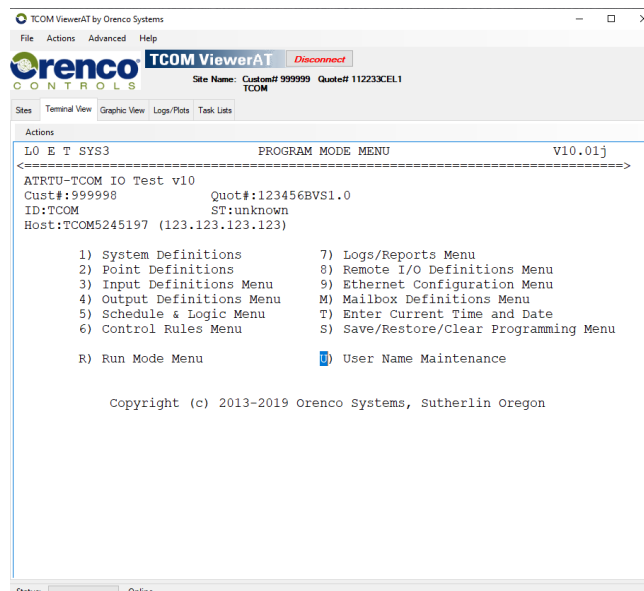 TCOM ViewerAT by Orenco Systems
File Actions Advanced Help
Orenco
CONTROLS
TCOM ViewerAT
Disconnect
Site Name: Custom# 999999 Quote# 112233CEL1
TCOM
Sites Terminal View Graphic View Logs/Plots Task Lists
Actions
L0 E T SYS3 PROGRAM MODE MENU V10.01j
<=============================================================================>
ATRTU-TCOM IO Test v10
Cust#:999998 Quot#:123456BVS1.0
ID:TCOM ST:unknown
Host:TCOM5245197 (123.123.123.123)
1) System Definitions 7) Logs/Reports Menu
2) Point Definitions 8) Remote I/O Definitions Menu
3) Input Definitions Menu 9) Ethernet Configuration Menu
4) Output Definitions Menu M) Mailbox Definitions Menu
5) Schedule & Logic Menu T) Enter Current Time and Date
6) Control Rules Menu S) Save/Restore/Clear Programming Menu
R) Run Mode Menu U) User Name Maintenance
Copyright (c) 2013-2019 Orenco Systems, Sutherlin Oregon
Status: Online